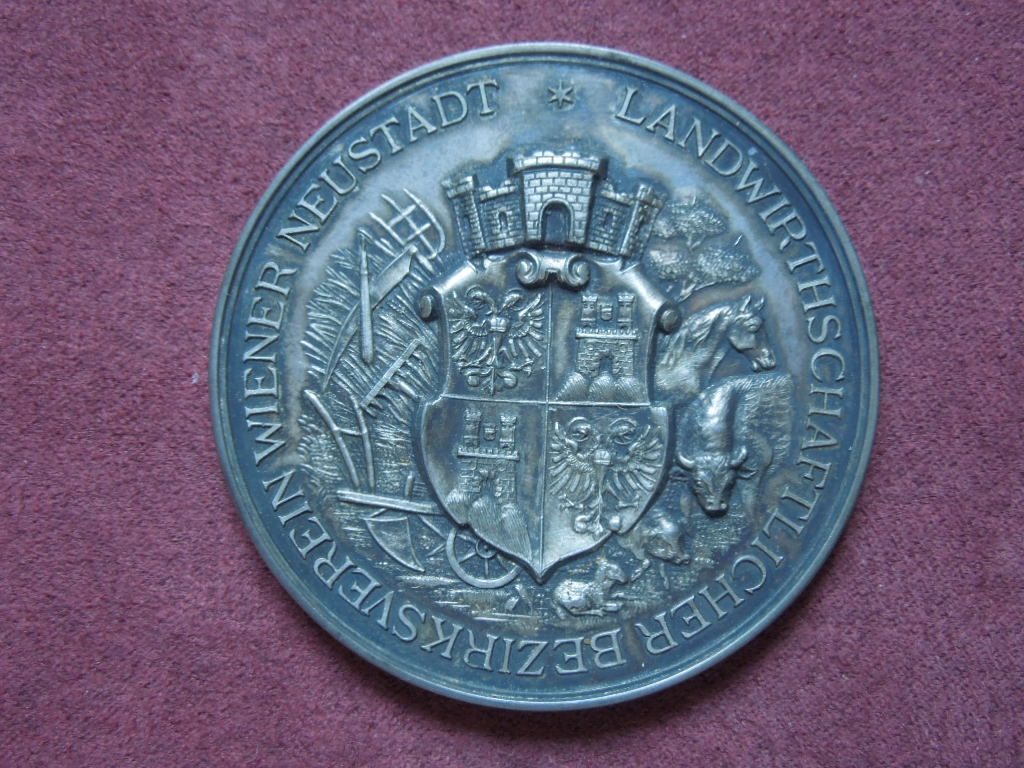 LANDWIRTHSCHAFTLICHER BEZIRKSVEREIN WIENER NEUSTADT *